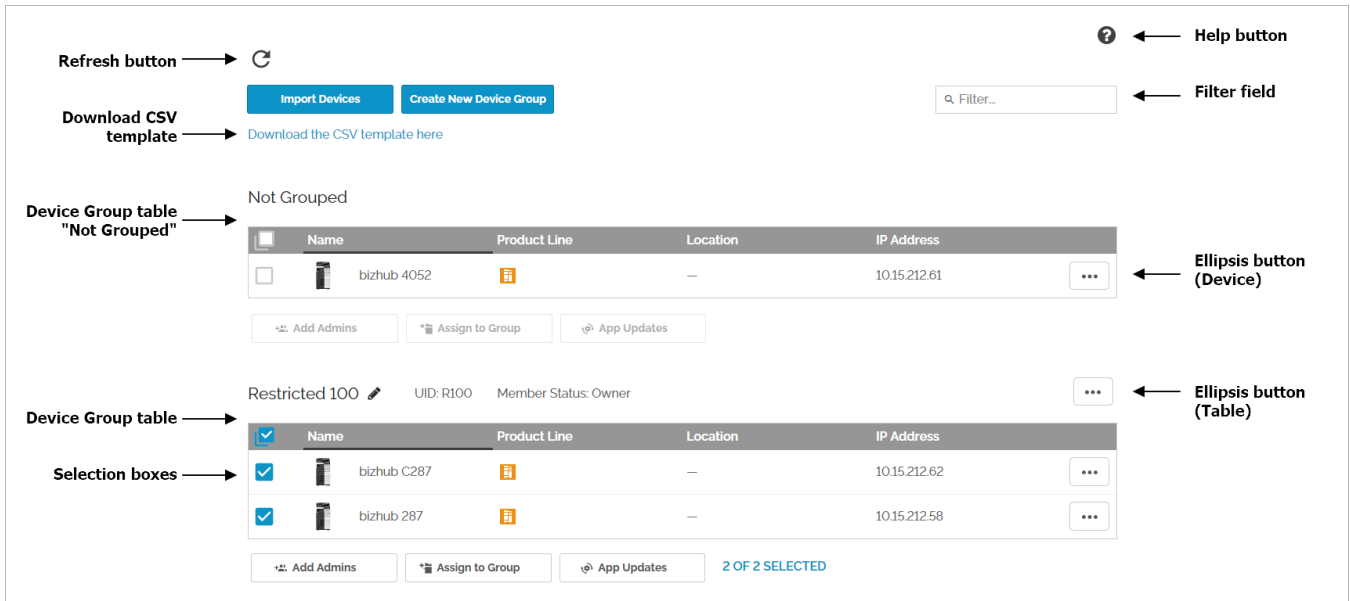 Help button
Refresh button
Import Devices Create New Device Group
Filter...
Filter field
Download CSV
template
Download the CSV template here
Not Grouped
Device Group table
"Not Grouped"
Name Product Line Location IP Address
bizhub 4052 — 10.15.212.61 •••
Ellipsis button
(Device)
Add Admins Assign to Group App Updates
Restricted 100 UID: R100 Member Status: Owner •••
Ellipsis button
(Table)
Device Group table
Name Product Line Location IP Address
Selection boxes
bizhub C287 — 10.15.212.62 •••
bizhub 287 — 10.15.212.58 •••
Add Admins Assign to Group App Updates 2 OF 2 SELECTED